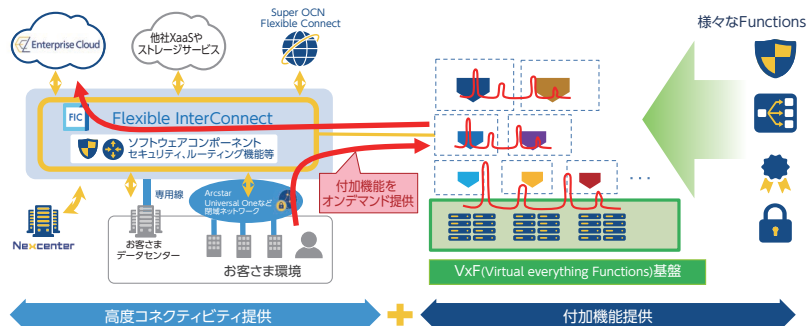 Enterprise Cloud
他社XaaSや
ストレージサービス
Super OCN
Flexible Connect
様々なFunctions
FIC
Flexible InterConnect
ソフトウェアコンポーネント
セキュリティ、ルーティング機能等
付加機能を
オンデマンド提供
専用線
Arcstar
Universal Oneなど
閉域ネットワーク
Nexcenter
お客さま
データセンター
お客さま環境
...
VxF(Virtual everything Functions)基盤
高度コネクティビティ提供
付加機能提供